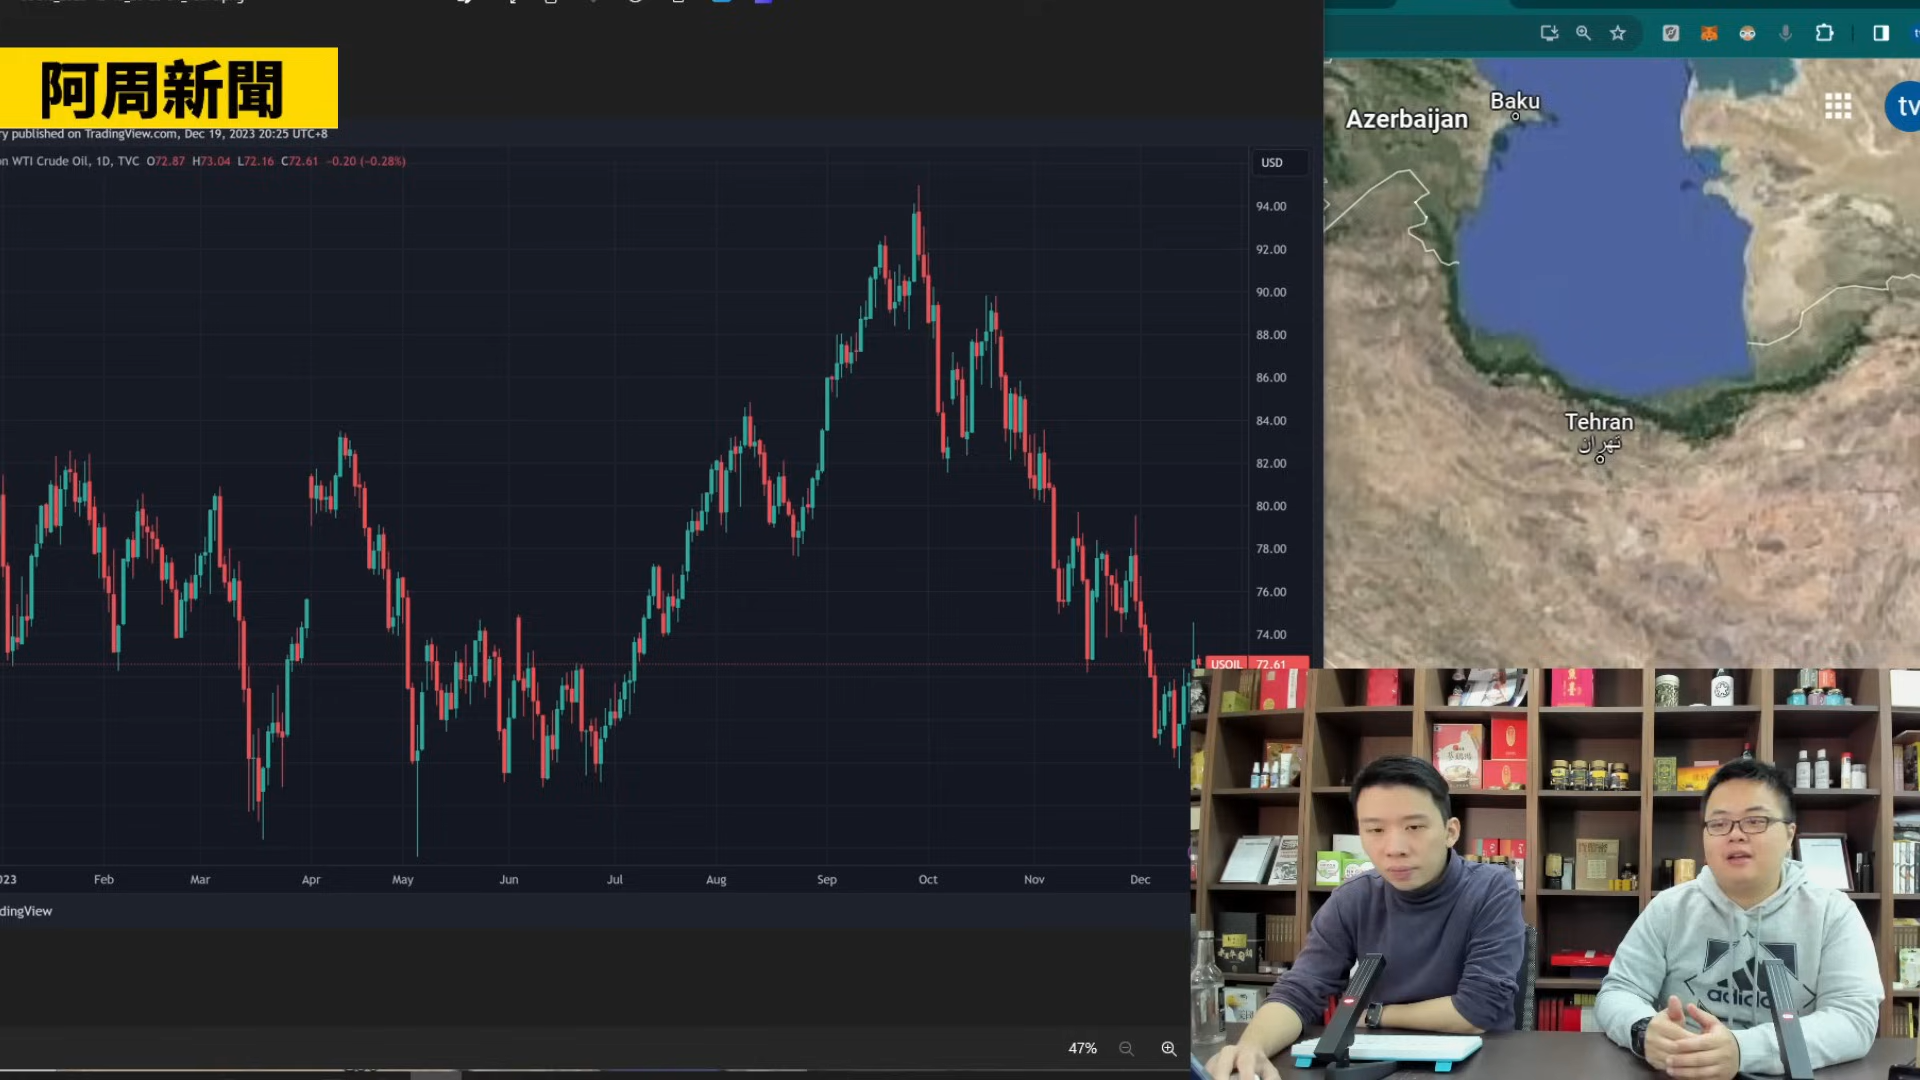 阿周新聞
ry published on TradingView.com, Dec 19, 2023 20:25 UTC+8
on WTI Crude Oil, 1D, TVC O72.87 H73.04 L72.16 C72.61 −0.20 (−0.28%)
USD
94.00
92.00
90.00
88.00
86.00
84.00
82.00
80.00
78.00
76.00
74.00
USOIL 72.61
023 Feb Mar Apr May Jun Jul Aug Sep Oct Nov Dec
dingView
47%
tv
Baku
Azerbaijan
Tehran
تهران
adidas